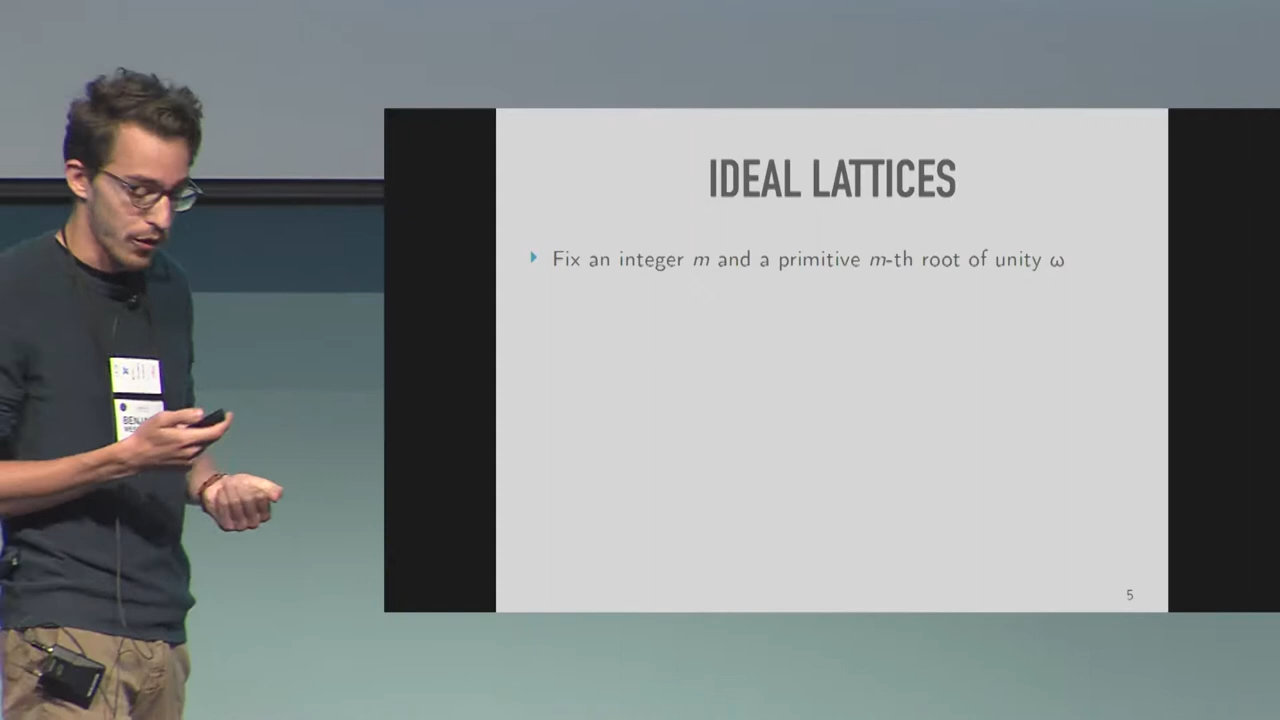 IDEAL LATTICES
Fix an integer m and a primitive m-th root of unity ω
5